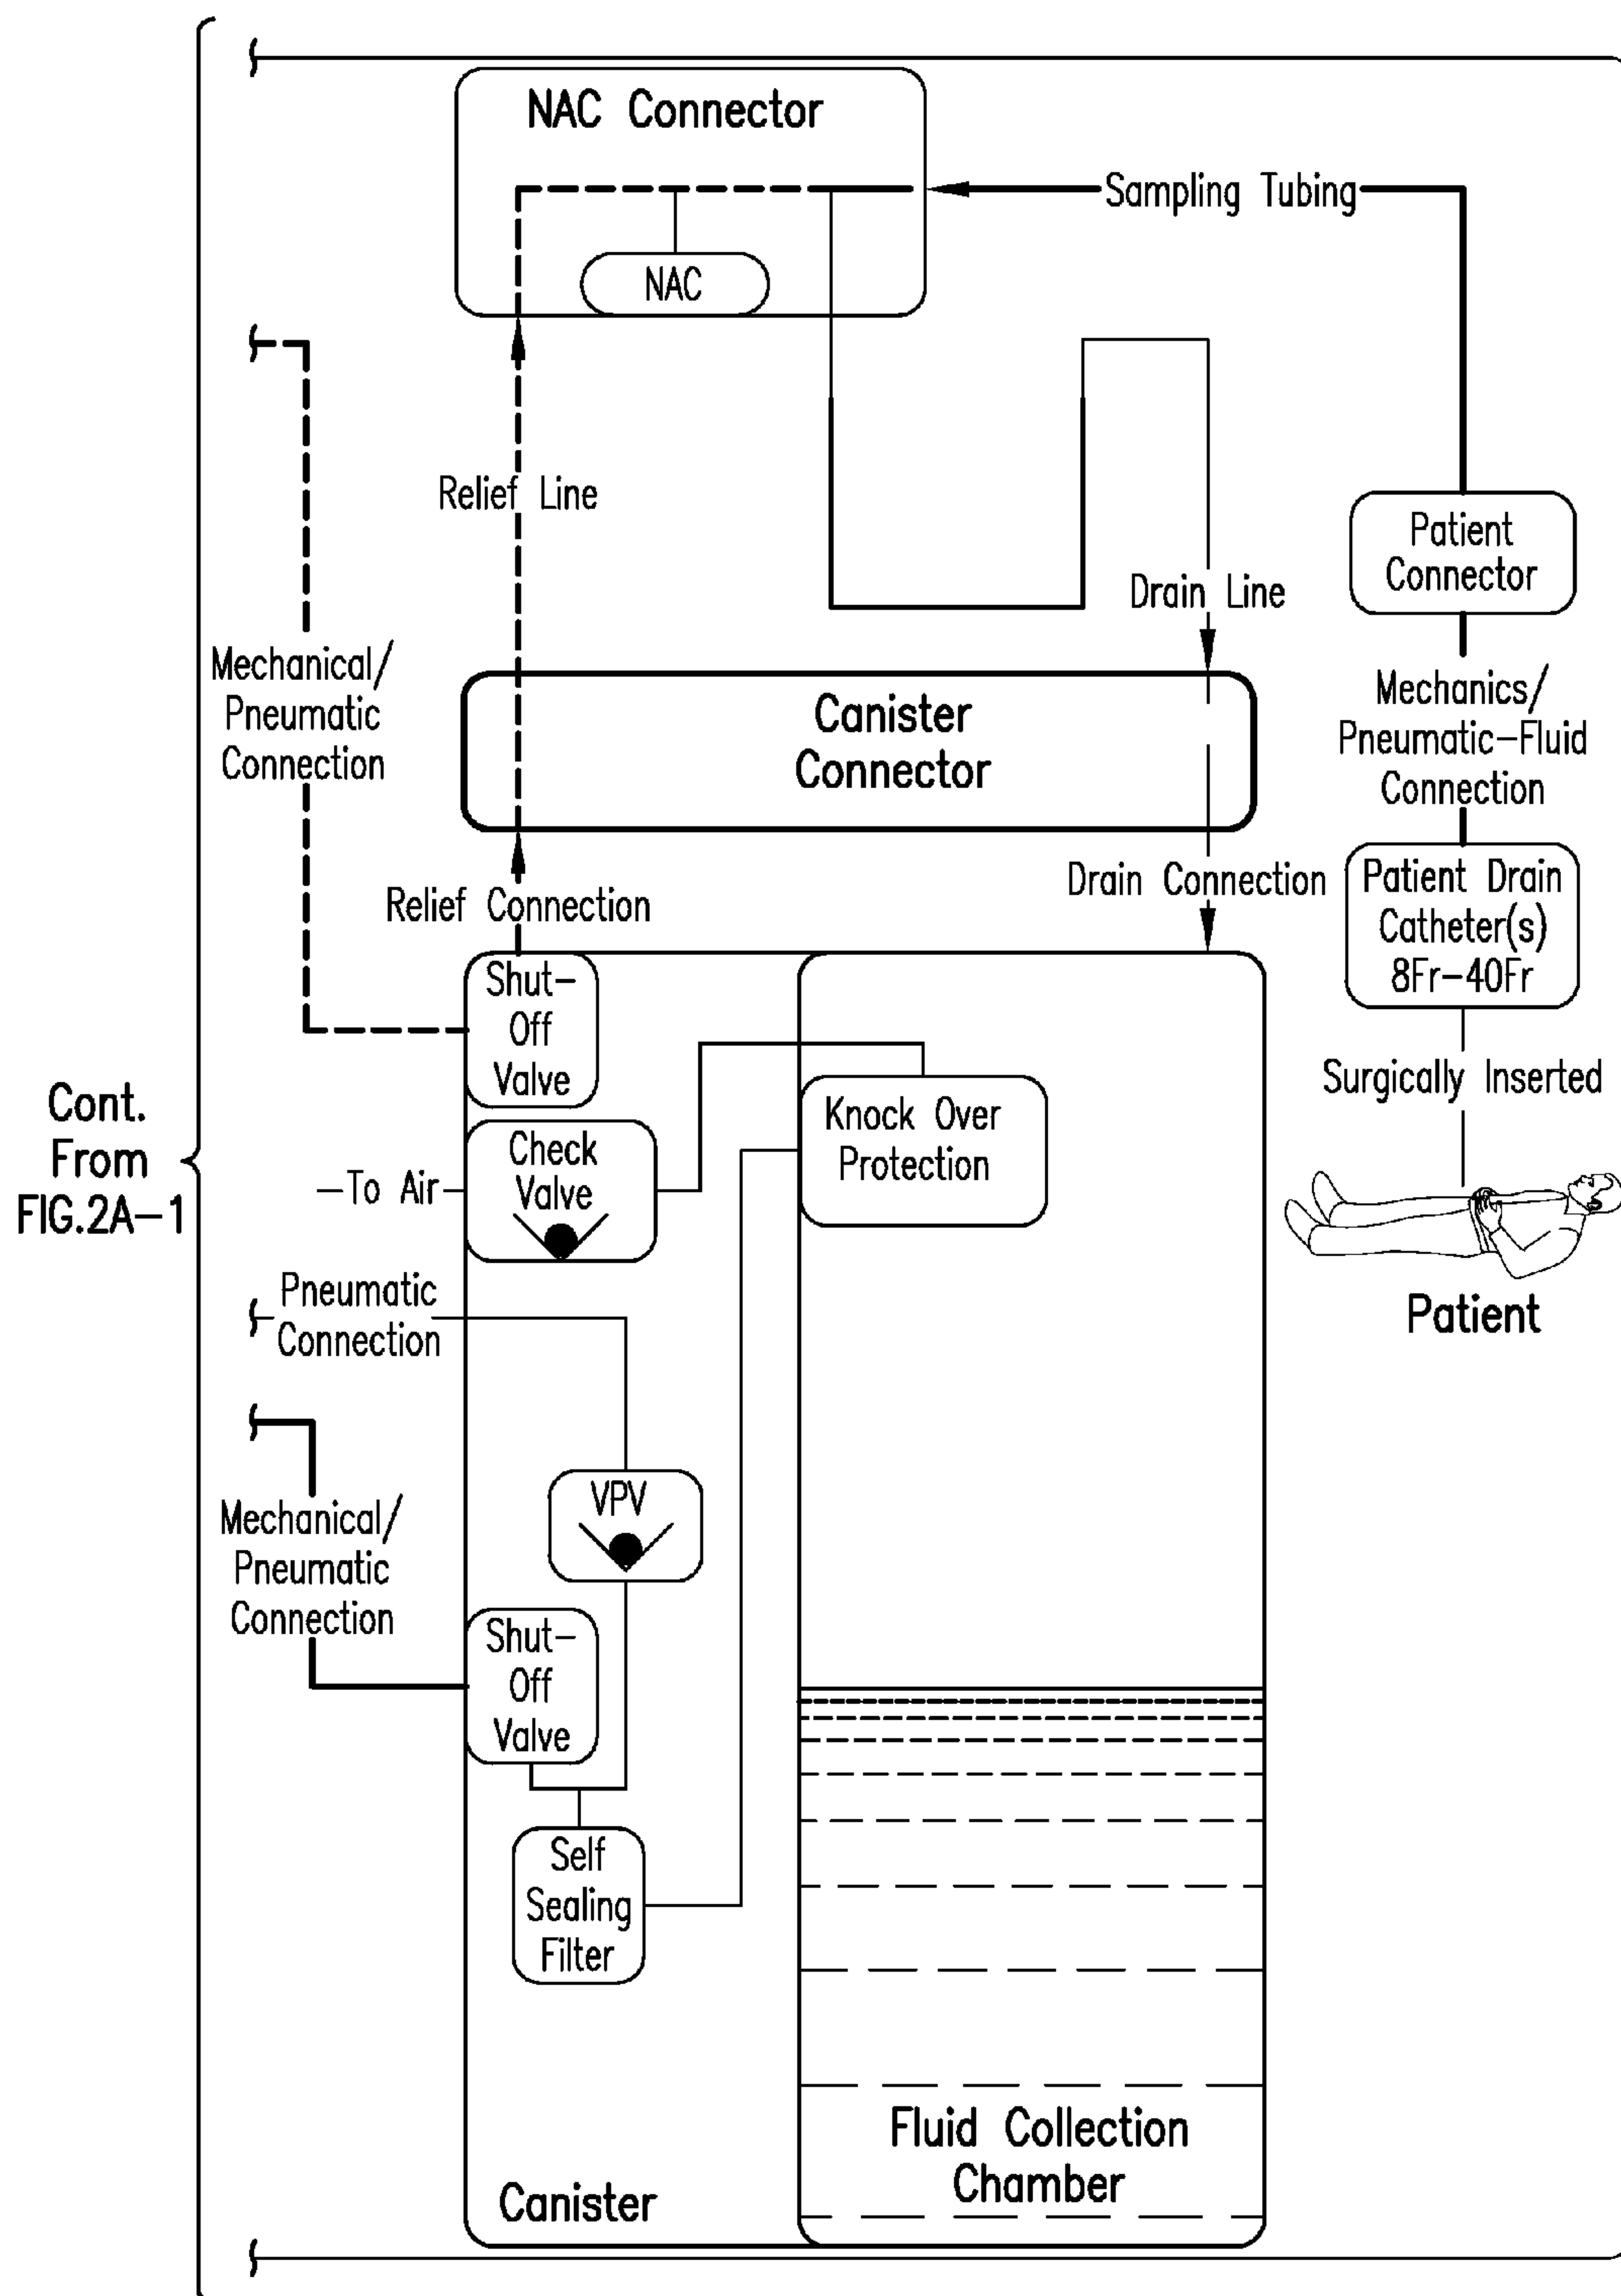 NAC Connector
Sampling Tubing
NAC
Relief Line
Patient
Connector
Drain Line
Mechanical/
Pneumatic
Connection
Mechanics/
Pneumatic-Fluid
Connection
Canister
Connector
Relief Connection
Drain Connection
Patient Drain
Catheter(s)
8Fr-40Fr
Shut-
Off
Valve
Surgically Inserted
Cont.
From
FIG.2A-1
Knock Over
Protection
Check
Valve
To Air
Patient
Pneumatic
Connection
VPV
Mechanical/
Pneumatic
Connection
Shut-
Off
Valve
Self
Sealing
Filter
Fluid Collection
Chamber
Canister